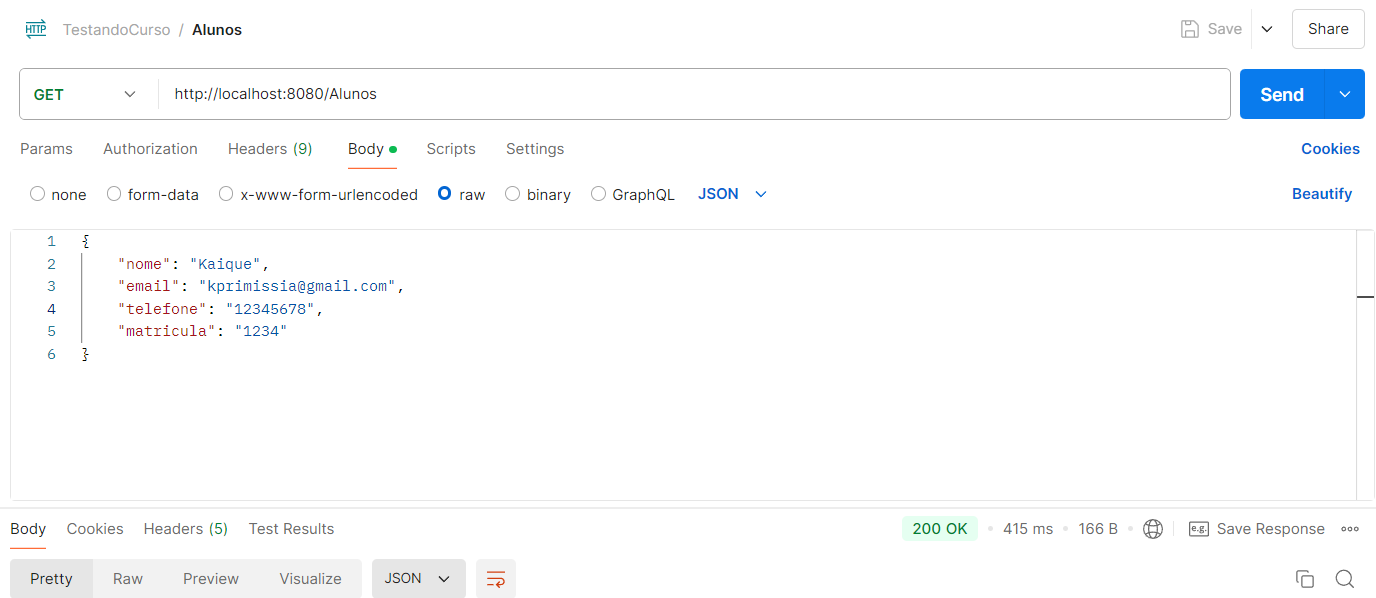 HTTP TestandoCurso / Alunos Save Share
GET http://localhost:8080/Alunos Send
Params Authorization Headers (9) Body Scripts Settings Cookies
none form-data x-www-form-urlencoded raw binary GraphQL JSON Beautify
1 {
2 "nome": "Kaique",
3 "email": "kprimissia@gmail.com",
4 "telefone": "12345678",
5 "matricula": "1234"
6 }
Body Cookies Headers (5) Test Results 200 OK 415 ms 166 B e.g. Save Response
Pretty Raw Preview Visualize JSON